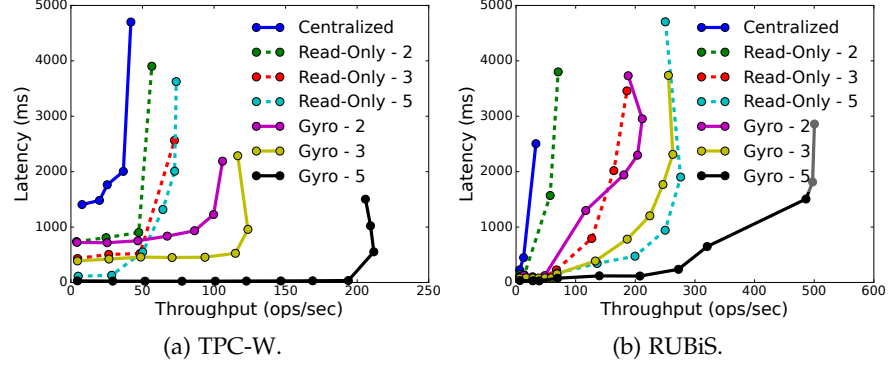 5000
4000
3000
2000
1000
0
Latency (ms)
Centralized
Read-Only - 2
Read-Only - 3
Read-Only - 5
Gyro - 2
Gyro - 3
Gyro - 5
0 50 100 150 200 250
Throughput (ops/sec)
(a) TPC-W.
5000
4000
3000
2000
1000
0
Latency (ms)
Centralized
Read-Only - 2
Read-Only - 3
Read-Only - 5
Gyro - 2
Gyro - 3
Gyro - 5
0 100 200 300 400 500 600
Throughput (ops/sec)
(b) RUBiS.